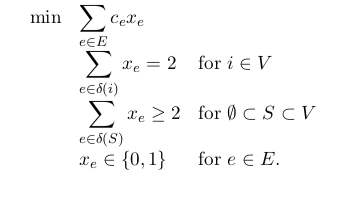 min ∑_{e∈E} c_e x_e
∑_{e∈δ(i)} x_e = 2 for i ∈ V
∑_{e∈δ(S)} x_e ≥ 2 for ∅ ⊂ S ⊂ V
x_e ∈ {0, 1} for e ∈ E.